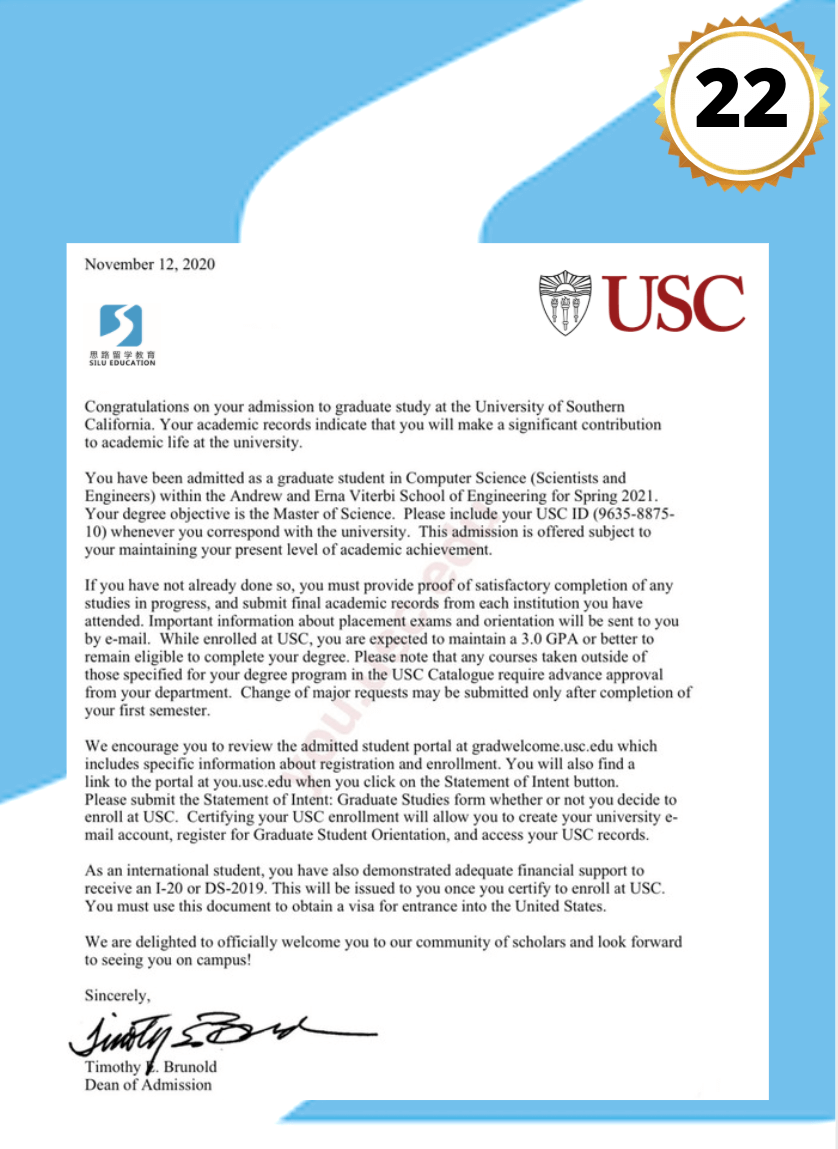 22
November 12, 2020
USC
思路留学教育
SILU EDUCATION
Congratulations on your admission to graduate study at the University of Southern
California. Your academic records indicate that you will make a significant contribution
to academic life at the university.
You have been admitted as a graduate student in Computer Science (Scientists and
Engineers) within the Andrew and Erna Viterbi School of Engineering for Spring 2021.
Your degree objective is the Master of Science.  Please include your USC ID (9635-8875-
10) whenever you correspond with the university.  This admission is offered subject to
your maintaining your present level of academic achievement.
If you have not already done so, you must provide proof of satisfactory completion of any
studies in progress, and submit final academic records from each institution you have
attended. Important information about placement exams and orientation will be sent to you
by e-mail.  While enrolled at USC, you are expected to maintain a 3.0 GPA or better to
remain eligible to complete your degree. Please note that any courses taken outside of
those specified for your degree program in the USC Catalogue require advance approval
from your department.  Change of major requests may be submitted only after completion of
your first semester.
We encourage you to review the admitted student portal at gradwelcome.usc.edu which
includes specific information about registration and enrollment. You will also find a
link to the portal at you.usc.edu when you click on the Statement of Intent button.
Please submit the Statement of Intent: Graduate Studies form whether or not you decide to
enroll at USC.  Certifying your USC enrollment will allow you to create your university e-
mail account, register for Graduate Student Orientation, and access your USC records.
As an international student, you have also demonstrated adequate financial support to
receive an I-20 or DS-2019. This will be issued to you once you certify to enroll at USC.
You must use this document to obtain a visa for entrance into the United States.
We are delighted to officially welcome you to our community of scholars and look forward
to seeing you on campus!
Sincerely,
Timothy E. Brunold
Dean of Admission
you.usc.edu